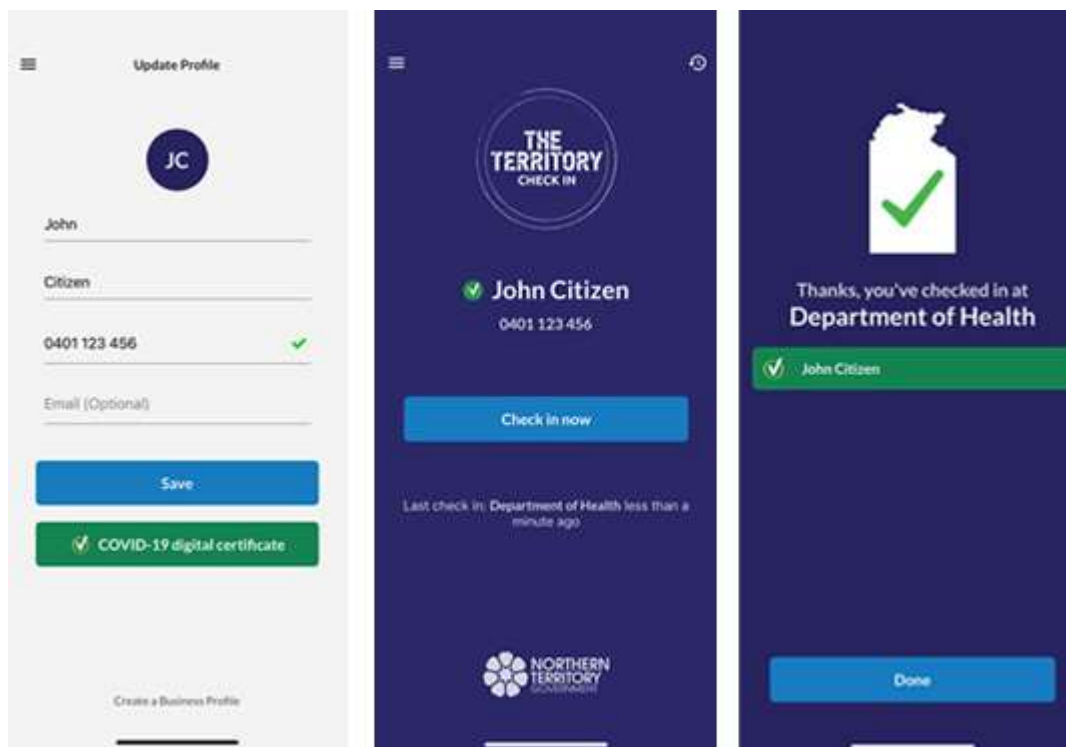 Update Profile
JC
John
Citizen
0401 123 456
Email (Optional)
Save
COVID-19 digital certificate
Create a Business Profile
THE
TERRITORY
CHECK IN
John Citizen
0401 123 456
Check in now
Last check in: Department of Health less than a
minute ago
NORTHERN
TERRITORY
GOVERNMENT
Thanks, you've checked in at
Department of Health
John Citizen
Done